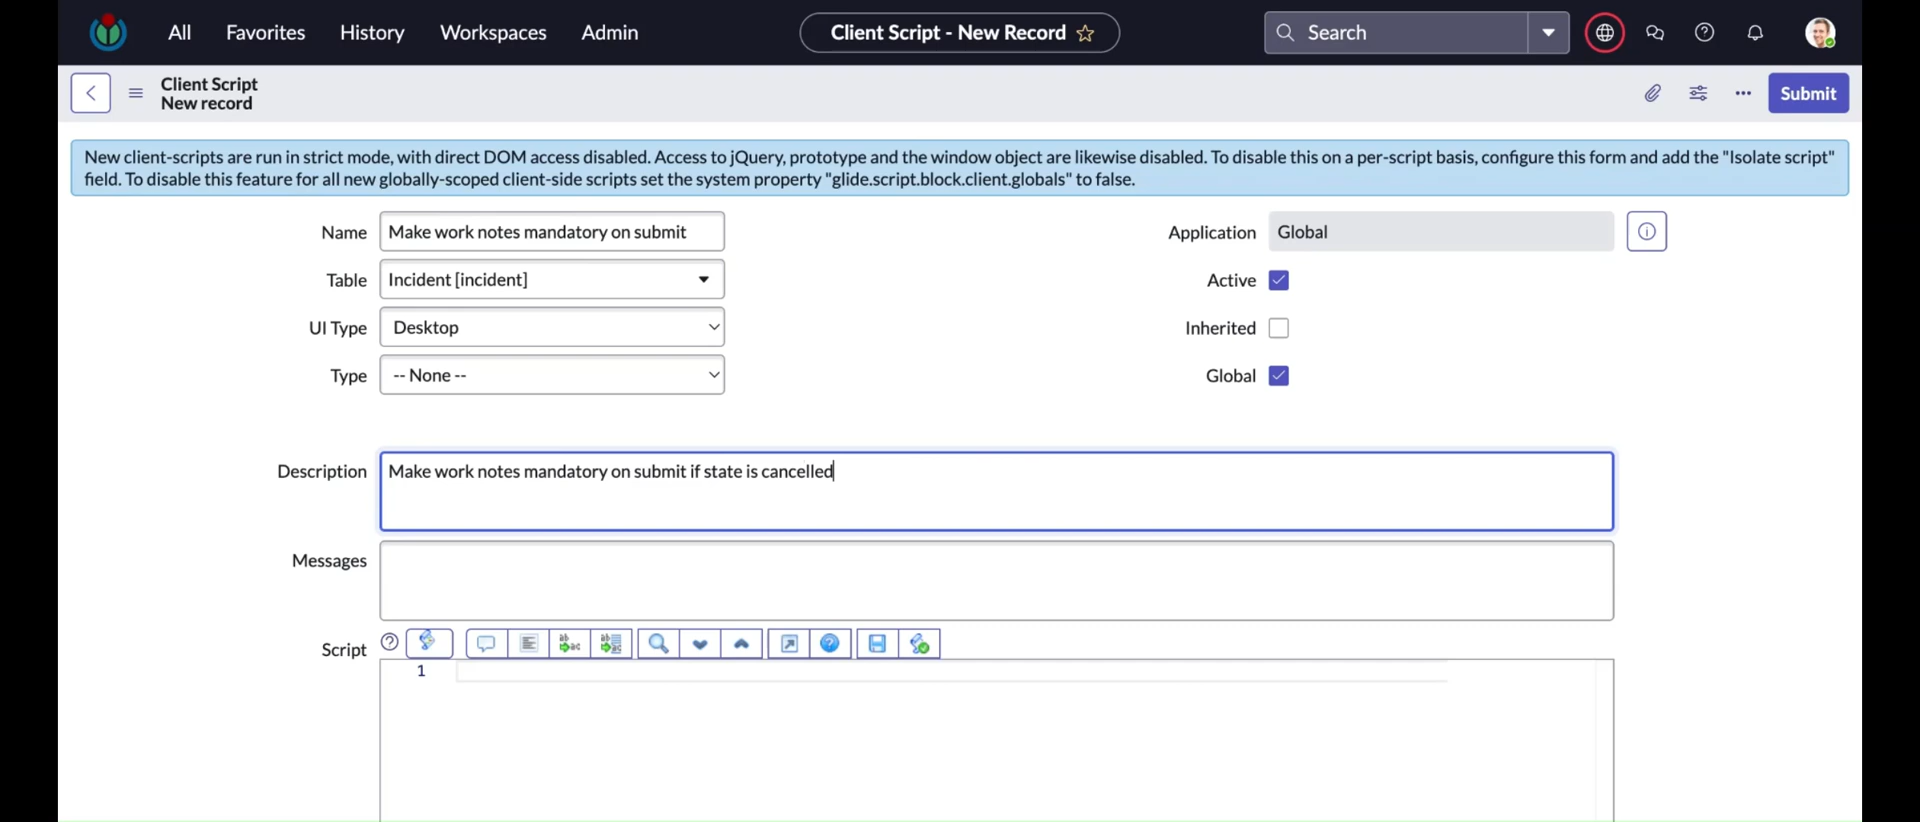 All Favorites History Workspaces Admin Client Script - New Record Search
Client Script
New record
Submit
New client-scripts are run in strict mode, with direct DOM access disabled. Access to jQuery, prototype and the window object are likewise disabled. To disable this on a per-script basis, configure this form and add the "Isolate script"
field. To disable this feature for all new globally-scoped client-side scripts set the system property "glide.script.block.client.globals" to false.
Name Make work notes mandatory on submit Application Global
Table Incident [incident] Active
UI Type Desktop Inherited
Type -- None -- Global
Description Make work notes mandatory on submit if state is cancelled
Messages
Script
1